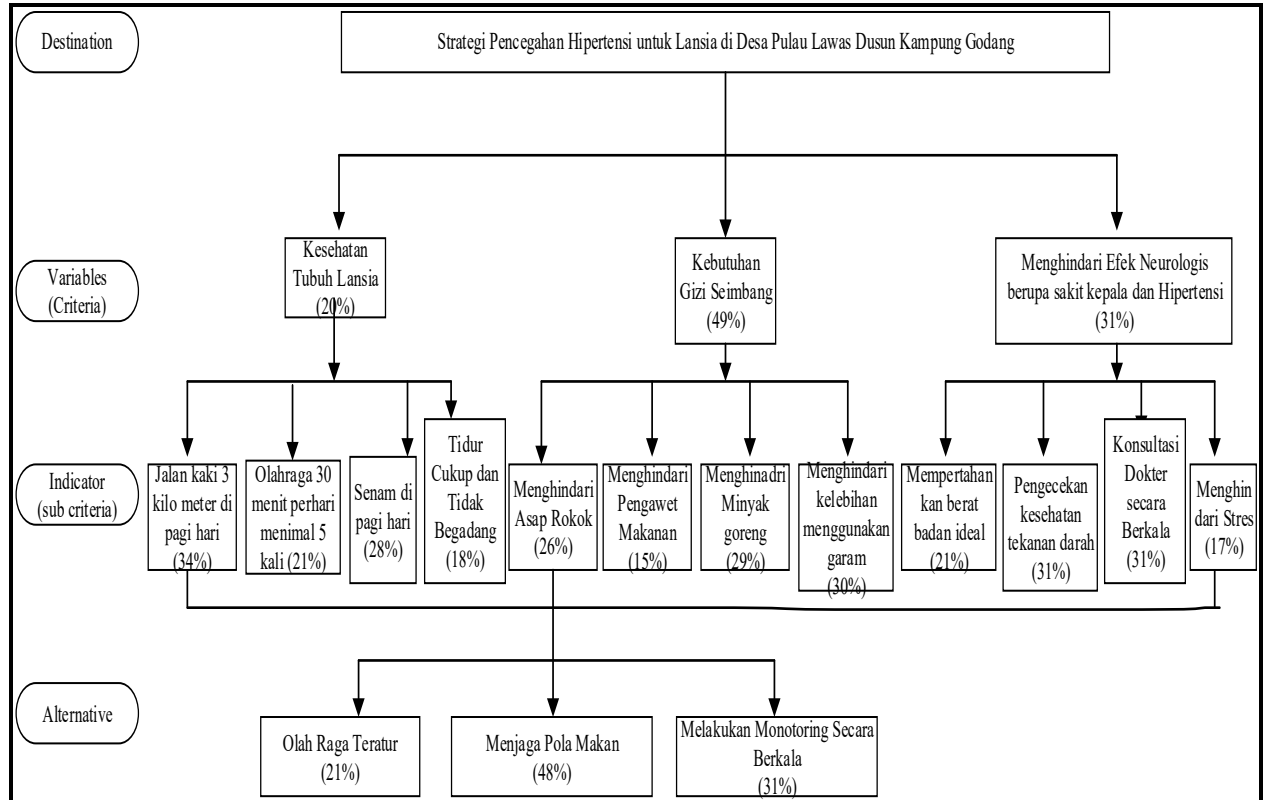 Destination
Strategi Pencegahan Hipertensi untuk Lansia di Desa Pulau Lawas Dusun Kampung Godang
Variables
(Criteria)
Kesehatan
Tubuh Lansia
(20%)
Kebutuhan
Gizi Seimbang
(49%)
Menghindari Efek Neurologis
berupa sakit kepala dan Hipertensi
(31%)
Indicator
(sub criteria)
Jalan kaki 3
kilo meter di
pagi hari
(34%)
Olahraga 30
menit perhari
menimal 5
kali (21%)
Senam di
pagi hari
(28%)
Tidur
Cukup dan
Tidak
Begadang
(18%)
Menghindari
Asap Rokok
(26%)
Menghindari
Pengawet
Makanan
(15%)
Menghinadri
Minyak
goreng
(29%)
Menghindari
kelebihan
menggunakan
garam
(30%)
Mempertahan
kan berat
badan ideal
(21%)
Pengecekan
kesehatan
tekanan darah
(31%)
Konsultasi
Dokter
secara
Berkala
(31%)
Menghin
dari Stres
(17%)
Alternative
Olah Raga Teratur
(21%)
Menjaga Pola Makan
(48%)
Melakukan Monotoring Secara
Berkala
(31%)